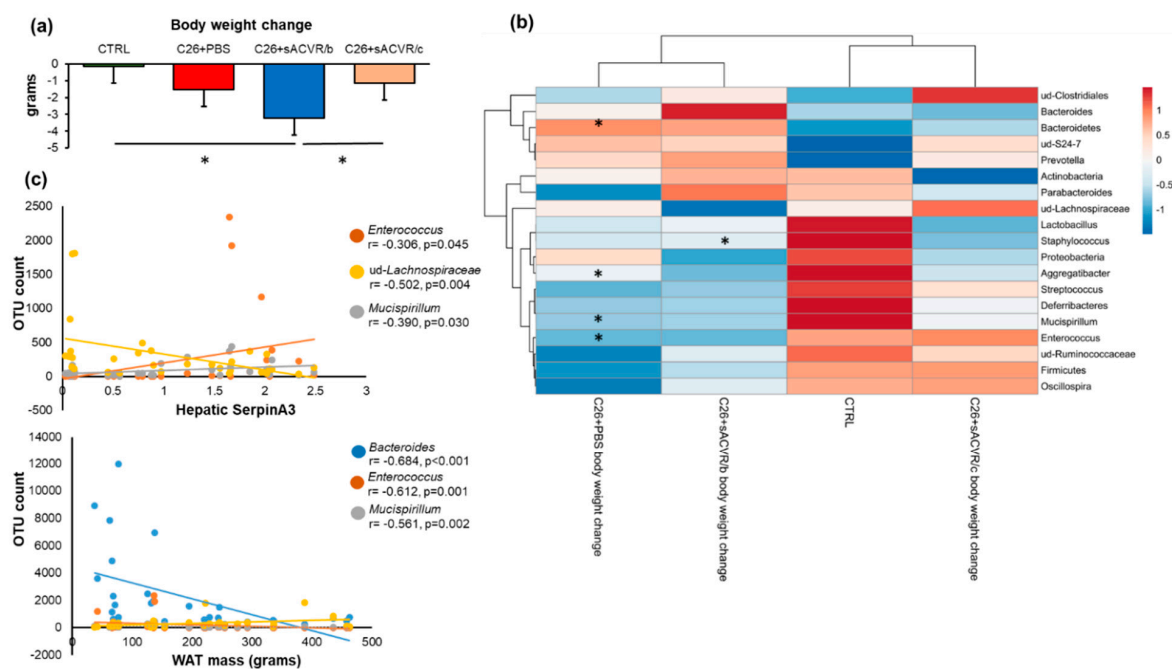 (a)
Body weight change
CTRL C26+PBS C26+sACVR/b C26+sACVR/c
grams
0
-1
-2
-3
-4
-5
*
*
(b)
ud-Clostridiales
Bacteroides
Bacteroidetes
ud-S24-7
Prevotella
Actinobacteria
Parabacteroides
ud-Lachnospiraceae
Lactobacillus
Staphylococcus
Proteobacteria
Aggregatibacter
Streptococcus
Deferribacteres
Mucispirillum
Enterococcus
ud-Ruminococcaceae
Firmicutes
Oscillospira
*
*
*
*
*
1
0.5
0
-0.5
-1
C26+PBS body weight change
C26+sACVR/b body weight change
CTRL
C26+sACVR/c body weight change
(c)
OTU count
2500
2000
1500
1000
500
0
-500
0 0.5 1 1.5 2 2.5 3
Hepatic SerpinA3
Enterococcus
r= -0.306, p=0.045
ud-Lachnospiraceae
r= -0.502, p=0.004
Mucispirillum
r= -0.390, p=0.030
OTU count
14000
12000
10000
8000
6000
4000
2000
0
-2000
0 100 200 300 400 500
WAT mass (grams)
Bacteroides
r= -0.684, p<0.001
Enterococcus
r= -0.612, p=0.001
Mucispirillum
r= -0.561, p=0.002